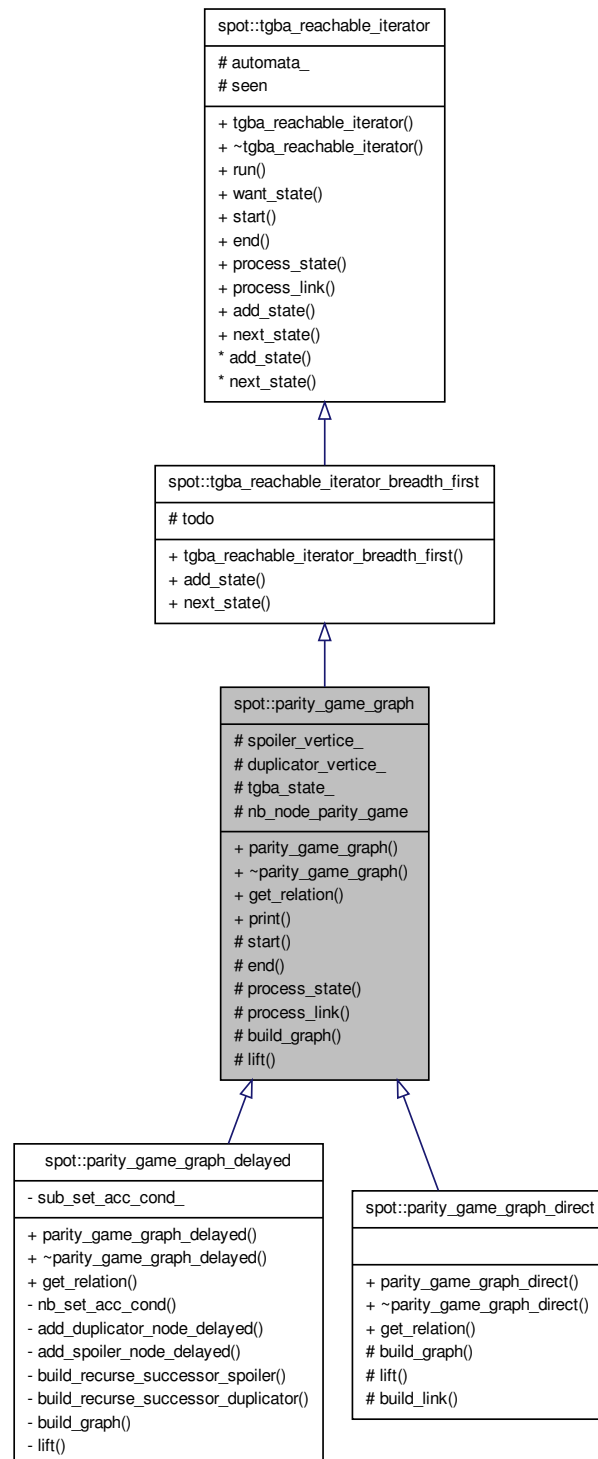 spot::tgba_reachable_iterator
# automata_
# seen
+ tgba_reachable_iterator()
+ ~tgba_reachable_iterator()
+ run()
+ want_state()
+ start()
+ end()
+ process_state()
+ process_link()
+ add_state()
+ next_state()
* add_state()
* next_state()
spot::tgba_reachable_iterator_breadth_first
# todo
+ tgba_reachable_iterator_breadth_first()
+ add_state()
+ next_state()
spot::parity_game_graph
# spoiler_vertice_
# duplicator_vertice_
# tgba_state_
# nb_node_parity_game
+ parity_game_graph()
+ ~parity_game_graph()
+ get_relation()
+ print()
# start()
# end()
# process_state()
# process_link()
# build_graph()
# lift()
spot::parity_game_graph_delayed
- sub_set_acc_cond_
+ parity_game_graph_delayed()
+ ~parity_game_graph_delayed()
+ get_relation()
- nb_set_acc_cond()
- add_duplicator_node_delayed()
- add_spoiler_node_delayed()
- build_recurse_successor_spoiler()
- build_recurse_successor_duplicator()
- build_graph()
- lift()
spot::parity_game_graph_direct
+ parity_game_graph_direct()
+ ~parity_game_graph_direct()
+ get_relation()
# build_graph()
# lift()
# build_link()